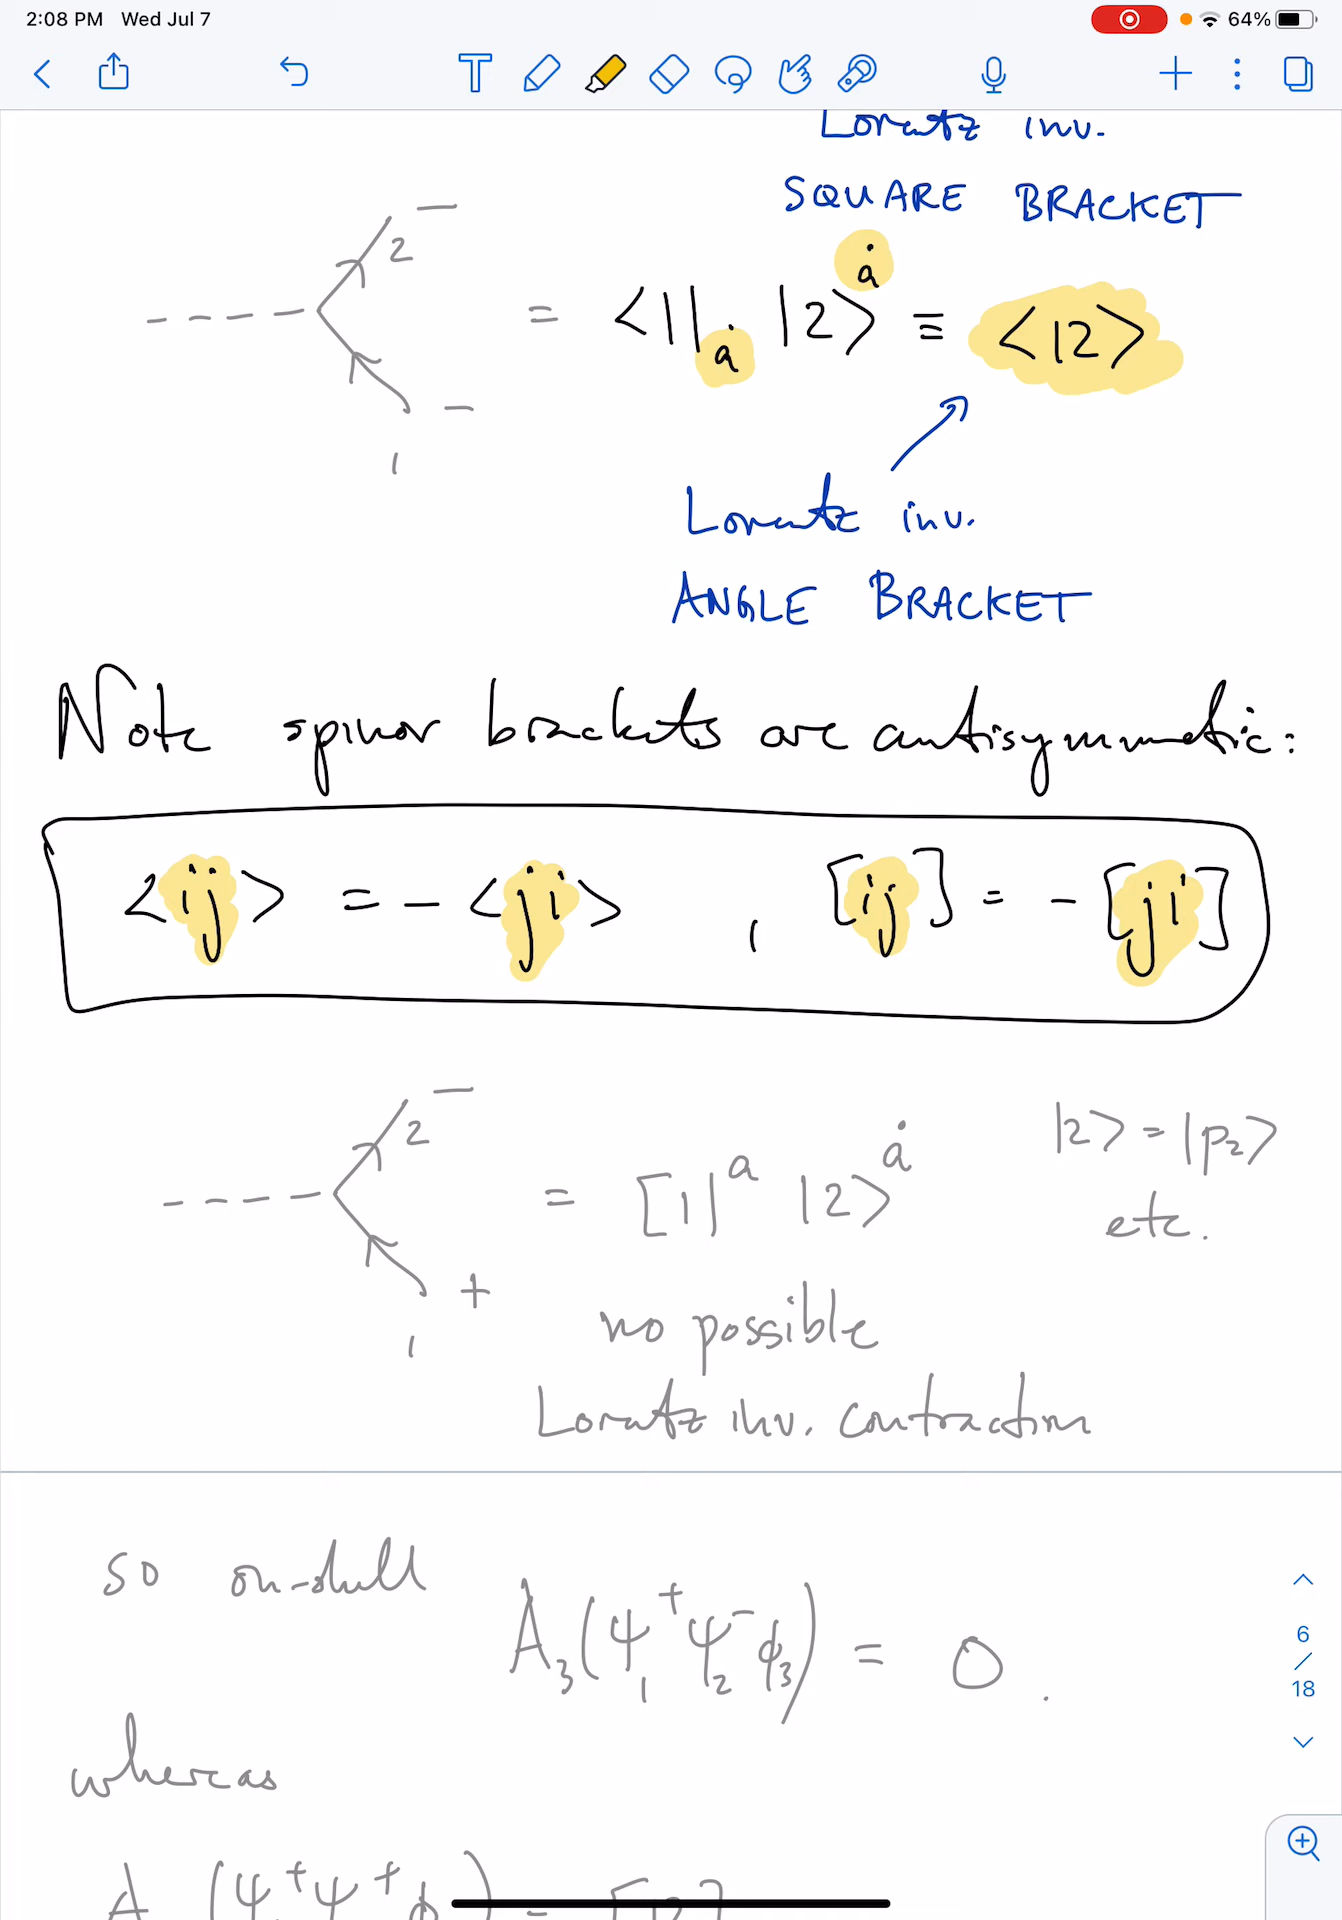 2:08 PM Wed Jul 7 64%
T
Lorentz inv.
SQUARE BRACKET
2 −
= <1|ȧ |2>ȧ ≡ <12>
−
1
Lorentz inv.
ANGLE BRACKET
Note spinor brackets are antisymmetric:
<ij> = − <ji> , [ij] = − [ji]
2 −
= [1|a |2>ȧ
|2> = |p2>
etc.
+
1
no possible
Lorentz inv. contraction
so on-shell
A3(ψ1+ ψ2− ϕ3) = 0.
6
/
18
whereas
A (ψ+ ψ+ ϕ ) = [12]